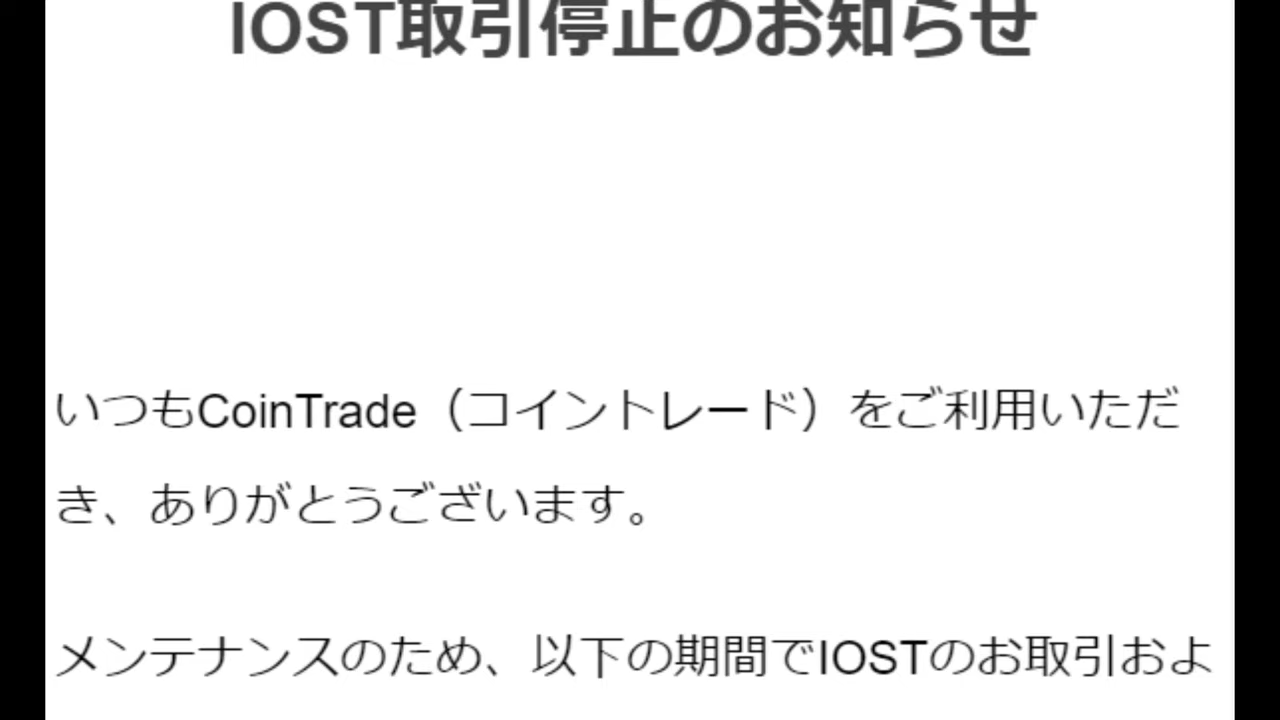 IOST取引停止のお知らせ
いつもCoinTrade（コイントレード）をご利用いただ
き、ありがとうございます。
メンテナンスのため、以下の期間でIOSTのお取引およ